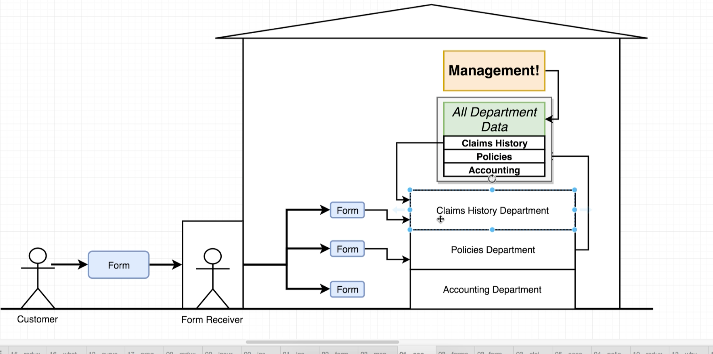 Management!
All Department
Data
Claims History
Policies
Accounting
Form
Claims History Department
Form
Form
Policies Department
Form
Accounting Department
Customer
Form Receiver